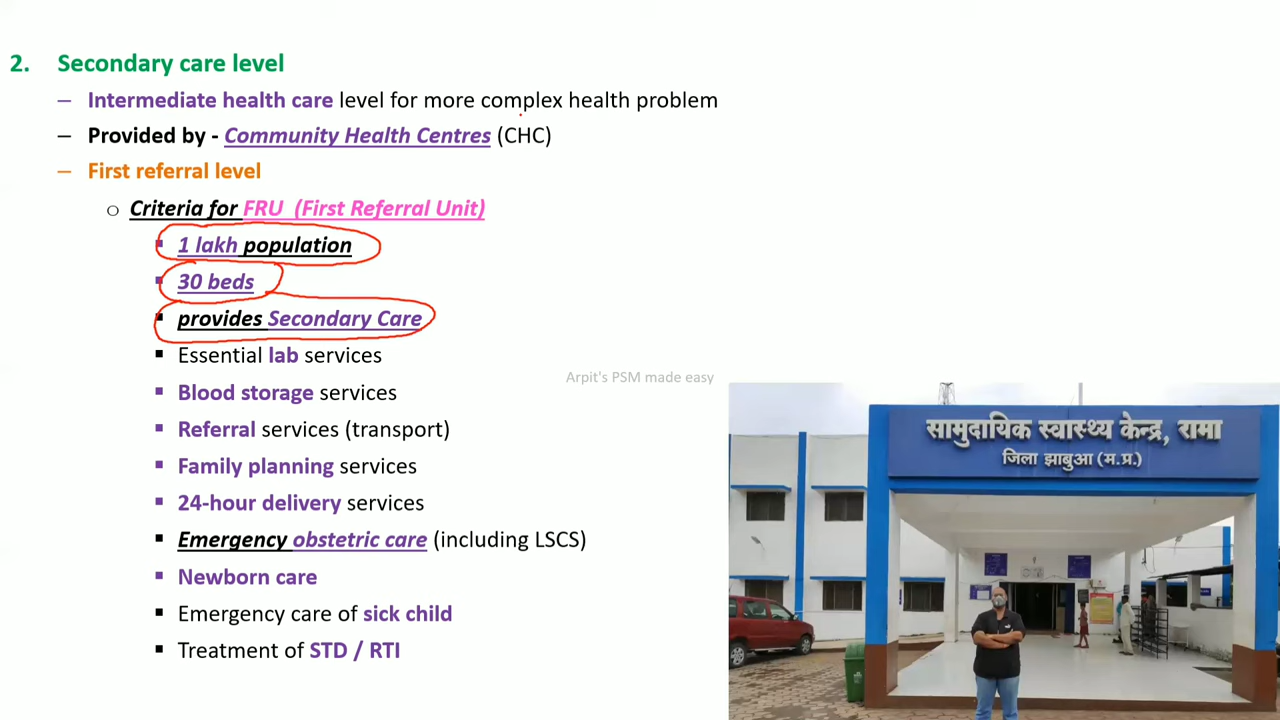 2. Secondary care level
– Intermediate health care level for more complex health problem
– Provided by - Community Health Centres (CHC)
– First referral level
o Criteria for FRU (First Referral Unit)
▪ 1 lakh population
▪ 30 beds
▪ provides Secondary Care
▪ Essential lab services
▪ Blood storage services
▪ Referral services (transport)
▪ Family planning services
▪ 24-hour delivery services
▪ Emergency obstetric care (including LSCS)
▪ Newborn care
▪ Emergency care of sick child
▪ Treatment of STD / RTI
Arpit's PSM made easy
सामुदायिक स्वास्थ्य केन्द्र, रामा
जिला झाबुआ (म.प्र.)